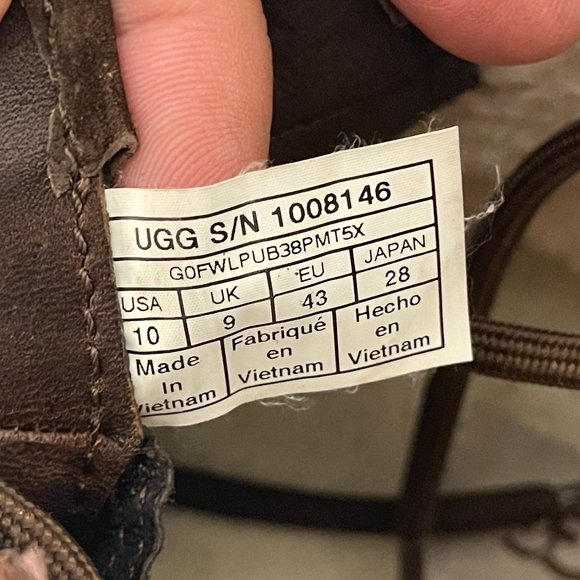 UGG S/N 1008146
G0FWLPUB38PMT5X
USA UK EU JAPAN
10 9 43 28
Made in Vietnam
Fabriqué en Vietnam
Hecho en Vietnam